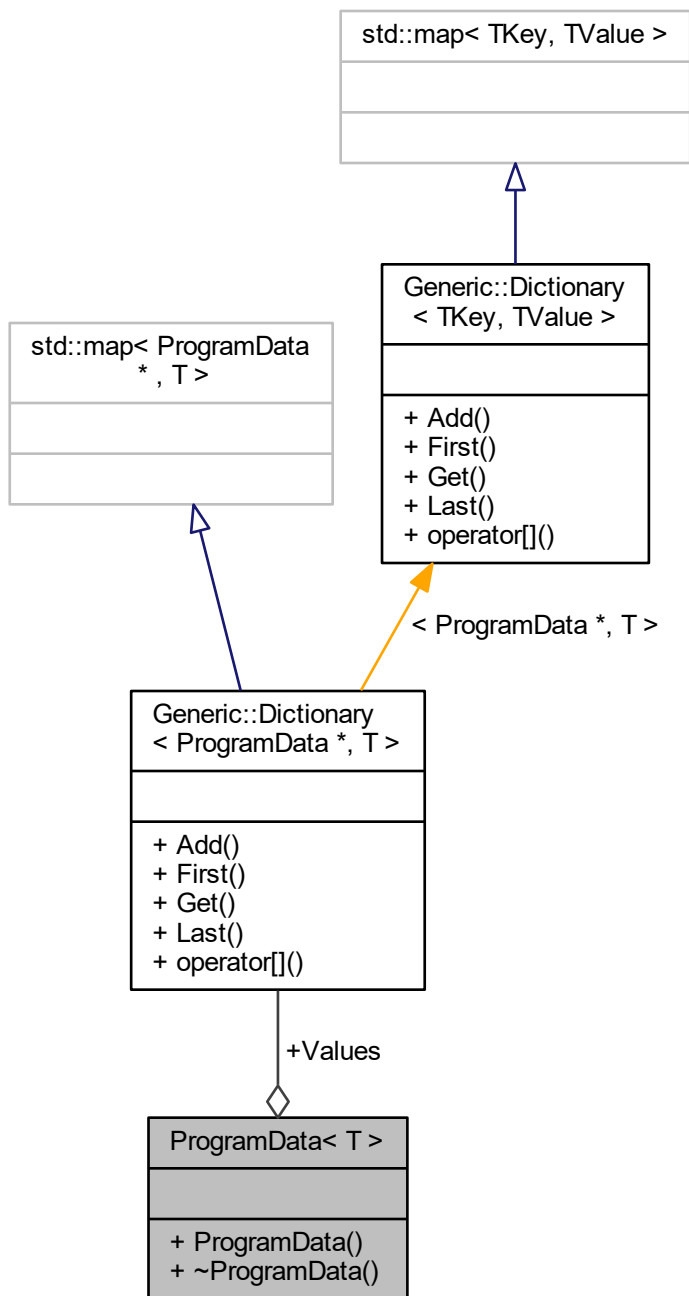 std::map< TKey, TValue >
Generic::Dictionary
< TKey, TValue >
+ Add()
+ First()
+ Get()
+ Last()
+ operator[]()
std::map< ProgramData
* , T >
< ProgramData *, T >
Generic::Dictionary
< ProgramData *, T >
+ Add()
+ First()
+ Get()
+ Last()
+ operator[]()
+Values
ProgramData< T >
+ ProgramData()
+ ~ProgramData()